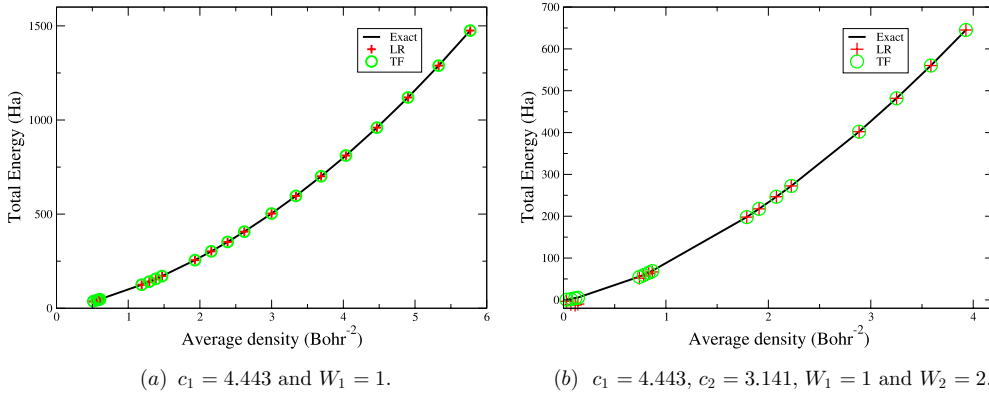 1500
1000
500
0
Total Energy (Ha)
Exact
LR
TF
0 1 2 3 4 5 6
Average density (Bohr⁻²)
(a) c₁ = 4.443 and W₁ = 1.
700
600
500
400
300
200
100
0
Total Energy (Ha)
Exact
LR
TF
0 1 2 3 4
Average density (Bohr⁻²)
(b) c₁ = 4.443, c₂ = 3.141, W₁ = 1 and W₂ = 2.